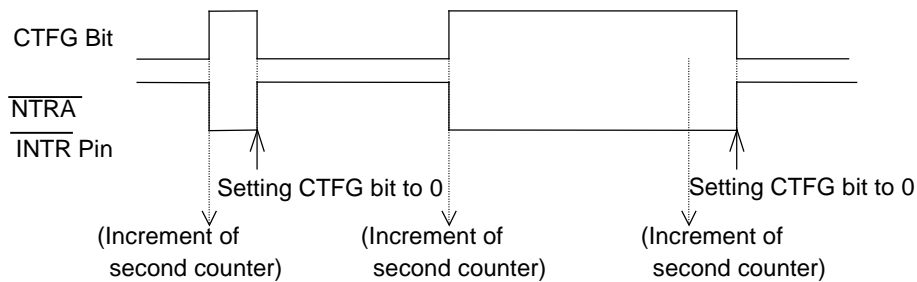 CTFG Bit
NTRA
INTR Pin
Setting CTFG bit to 0
Setting CTFG bit to 0
(Increment of
second counter)
(Increment of
second counter)
(Increment of
second counter)